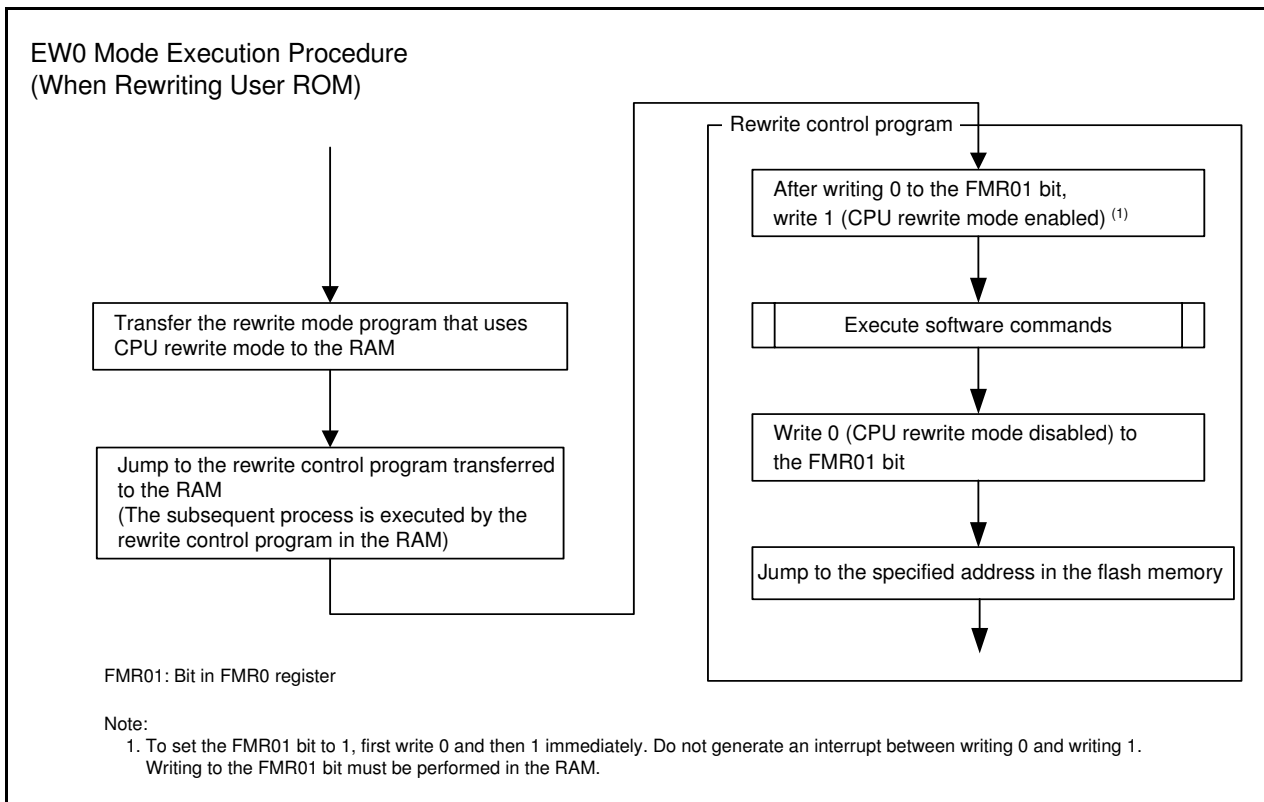 EW0 Mode Execution Procedure
(When Rewriting User ROM)
Transfer the rewrite mode program that uses
CPU rewrite mode to the RAM
Jump to the rewrite control program transferred
to the RAM
(The subsequent process is executed by the
rewrite control program in the RAM)
Rewrite control program
After writing 0 to the FMR01 bit,
write 1 (CPU rewrite mode enabled) (1)
Execute software commands
Write 0 (CPU rewrite mode disabled) to
the FMR01 bit
Jump to the specified address in the flash memory
FMR01: Bit in FMR0 register
Note:
1. To set the FMR01 bit to 1, first write 0 and then 1 immediately. Do not generate an interrupt between writing 0 and writing 1.
Writing to the FMR01 bit must be performed in the RAM.